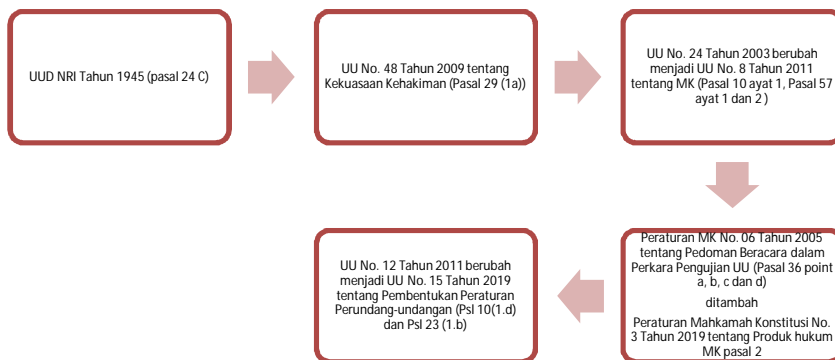 UUD NRI Tahun 1945 (pasal 24 C)
UU No. 48 Tahun 2009 tentang
Kekuasaan Kehakiman (Pasal 29 (1a))
UU No. 24 Tahun 2003 berubah
menjadi UU No. 8 Tahun 2011
tentang MK (Pasal 10 ayat 1, Pasal 57
ayat 1 dan 2 )
Peraturan MK No. 06 Tahun 2005
tentang Pedoman Beracara dalam
Perkara Pengujian UU (Pasal 36 point
a, b, c dan d)
ditambah
Peraturan Mahkamah Konstitusi No.
3 Tahun 2019 tentang Produk hukum
MK pasal 2
UU No. 12 Tahun 2011 berubah
menjadi UU No. 15 Tahun 2019
tentang Pembentukan Peraturan
Perundang-undangan (Psl 10(1.d)
dan Psl 23 (1.b)